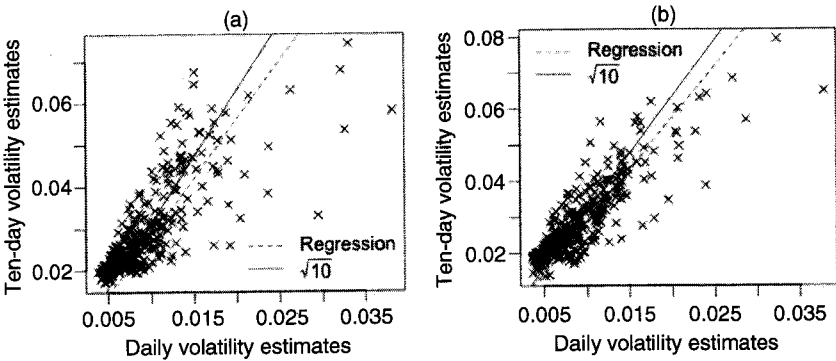 (a)
Ten-day volatility estimates
0.06
0.04
0.02
Regression
√10
0.005 0.015 0.025 0.035
Daily volatility estimates
(b)
Ten-day volatility estimates
0.08
0.06
0.04
0.02
Regression
√10
0.005 0.015 0.025 0.035
Daily volatility estimates